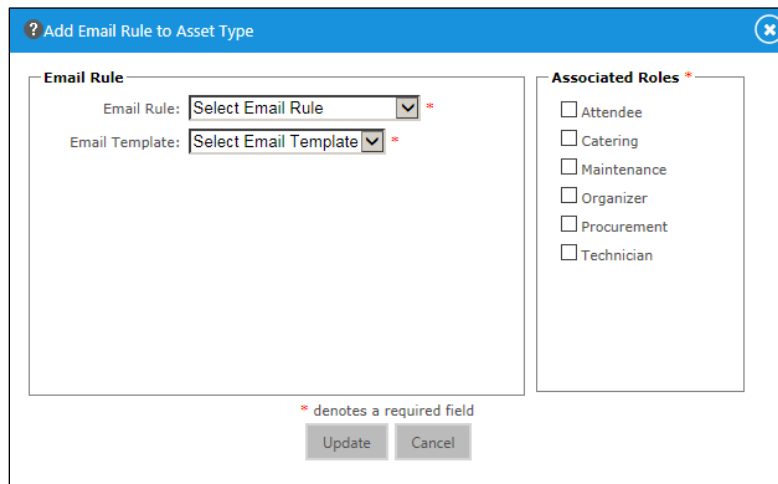 ? Add Email Rule to Asset Type
Email Rule
Email Rule: Select Email Rule *
Email Template: Select Email Template *
Associated Roles *
Attendee
Catering
Maintenance
Organizer
Procurement
Technician
* denotes a required field
Update Cancel